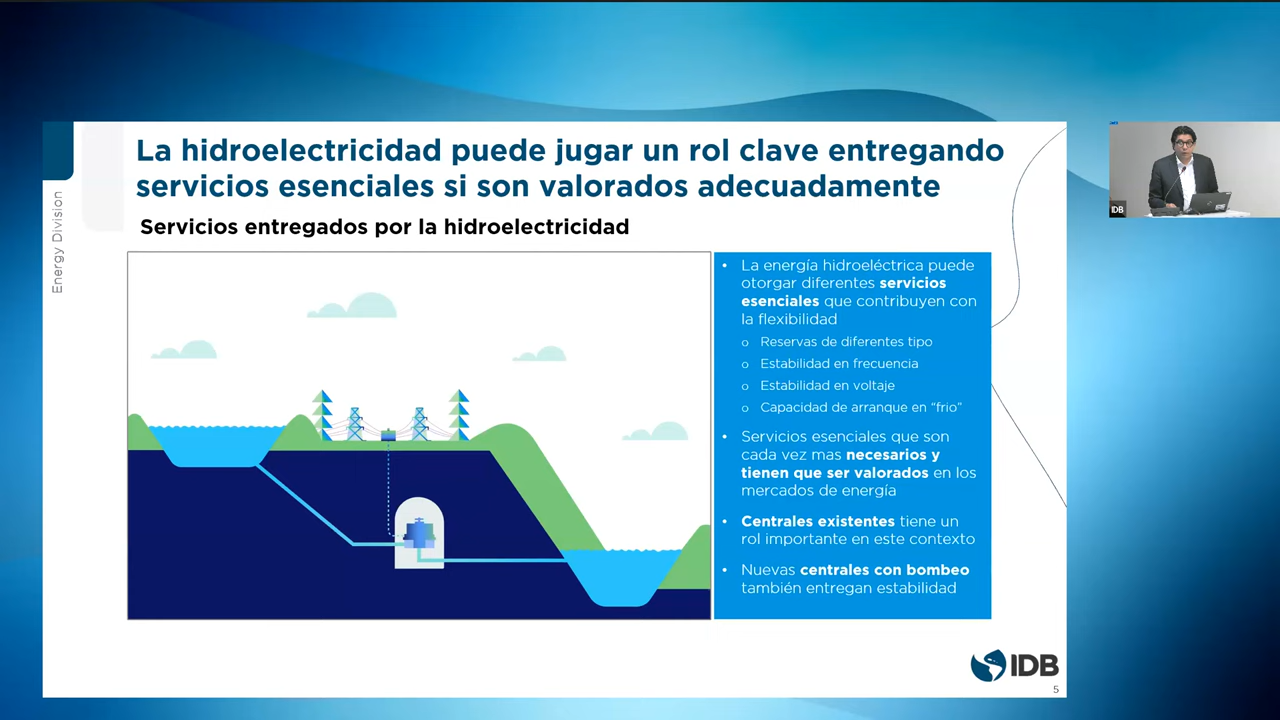 La hidroelectricidad puede jugar un rol clave entregando
servicios esenciales si son valorados adecuadamente
Energy Division
Servicios entregados por la hidroelectricidad
• La energía hidroeléctrica puede
otorgar diferentes servicios
esenciales que contribuyen con
la flexibilidad
o Reservas de diferentes tipo
o Estabilidad en frecuencia
o Estabilidad en voltaje
o Capacidad de arranque en “frio”
• Servicios esenciales que son
cada vez mas necesarios y
tienen que ser valorados en los
mercados de energía
• Centrales existentes tiene un
rol importante en este contexto
• Nuevas centrales con bombeo
también entregan estabilidad
IDB
5
IDB